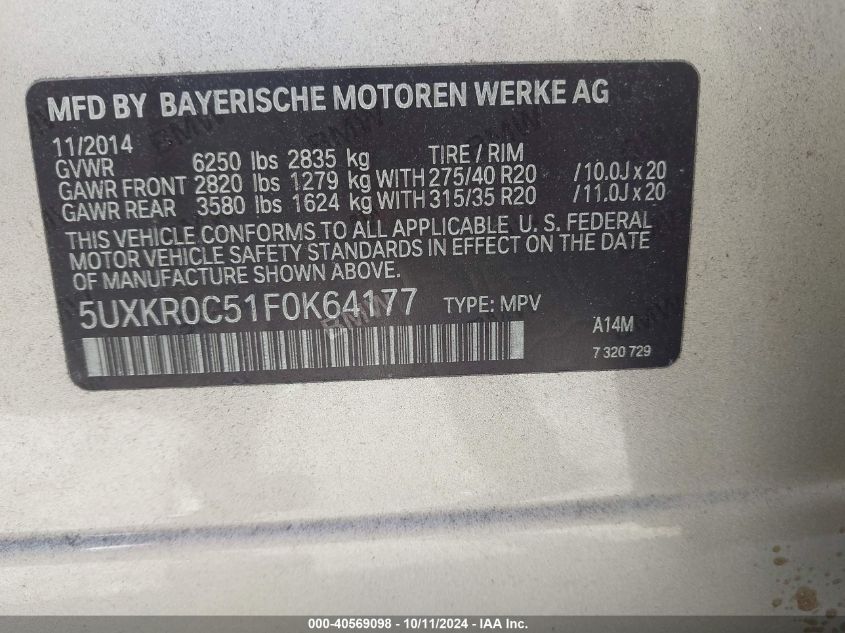 MFD BY BAYERISCHE MOTOREN WERKE AG
11/2014
GVWR 6250 lbs 2835 kg TIRE / RIM
GAWR FRONT 2820 lbs 1279 kg WITH 275/40 R20 /10.0J x 20
GAWR REAR 3580 lbs 1624 kg WITH 315/35 R20 /11.0J x 20
THIS VEHICLE CONFORMS TO ALL APPLICABLE U. S. FEDERAL
MOTOR VEHICLE SAFETY STANDARDS IN EFFECT ON THE DATE
OF MANUFACTURE SHOWN ABOVE.
5UXKR0C51F0K64177 TYPE: MPV
A14M
7 320 729
000-40569098 - 10/11/2024 - IAA Inc.